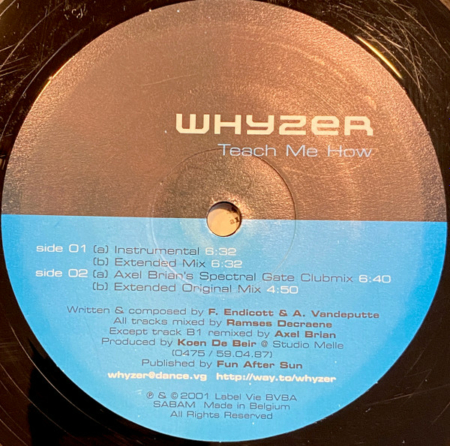 WHYZER
Teach Me How
side 01 (a) Instrumental 6:32
(b) Extended Mix 6:32
side 02 (a) Axel Brian's Spectral Gate Clubmix 6:40
(b) Extended Original Mix 4:50
Written & composed by F. Endicott & A. Vandeputte
All tracks mixed by Ramses Decraene
Except track B1 remixed by Axel Brian
Produced by Koen De Beir @ Studio Melle
(0475 / 59.04.87)
Published by Fun After Sun
whyzer@dance.vg http://way.to/whyzer
℗ & © 2001 Label Vie BVBA
SABAM Made in Belgium
All Rights Reserved